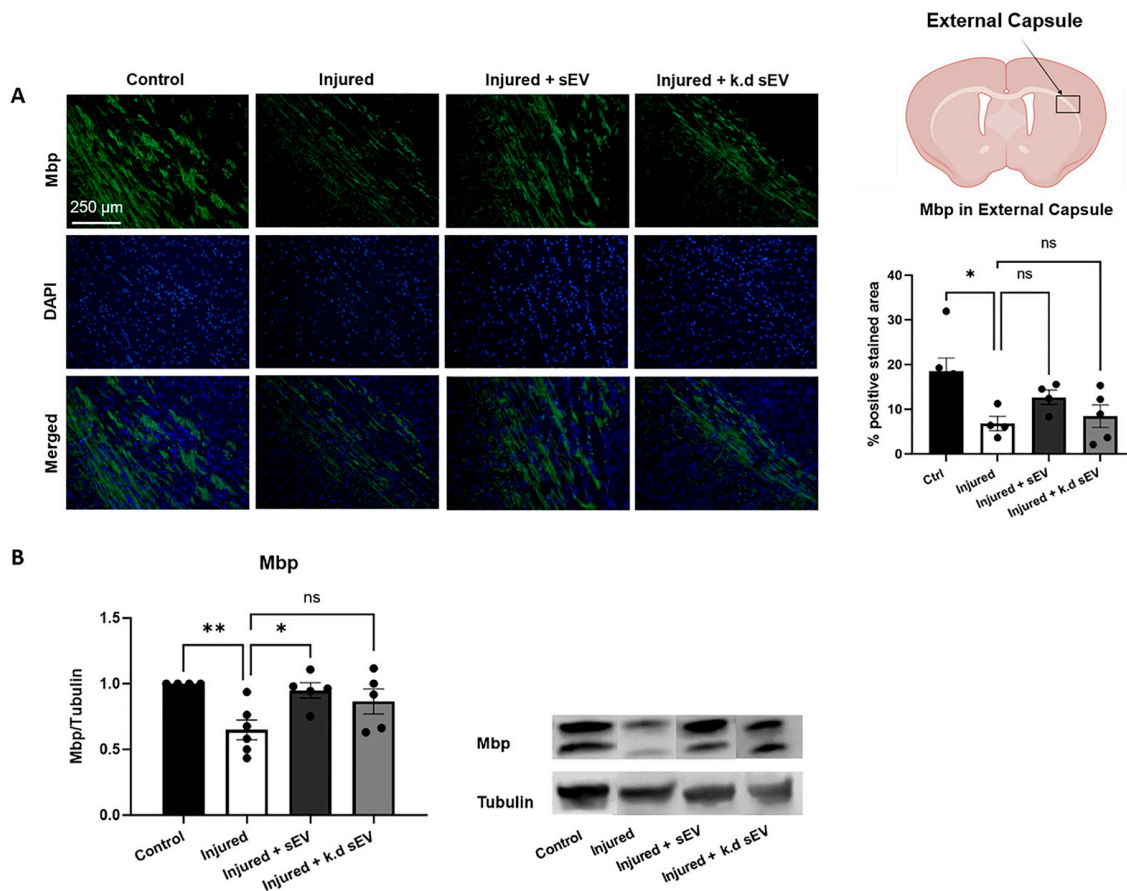 External Capsule
A
Control
Injured
Injured + sEV
Injured + k.d sEV
Mbp
250 µm
DAPI
Merged
Mbp in External Capsule
ns
* ns
% positive stained area
40
30
20
10
0
Ctrl
Injured
Injured + sEV
Injured + k.d sEV
B
Mbp
ns
** *
Mbp/Tubulin
1.5
1.0
0.5
0.0
Control
Injured
Injured + sEV
Injured + k.d sEV
Mbp
Tubulin
Control
Injured
Injured + sEV
Injured + k.d sEV